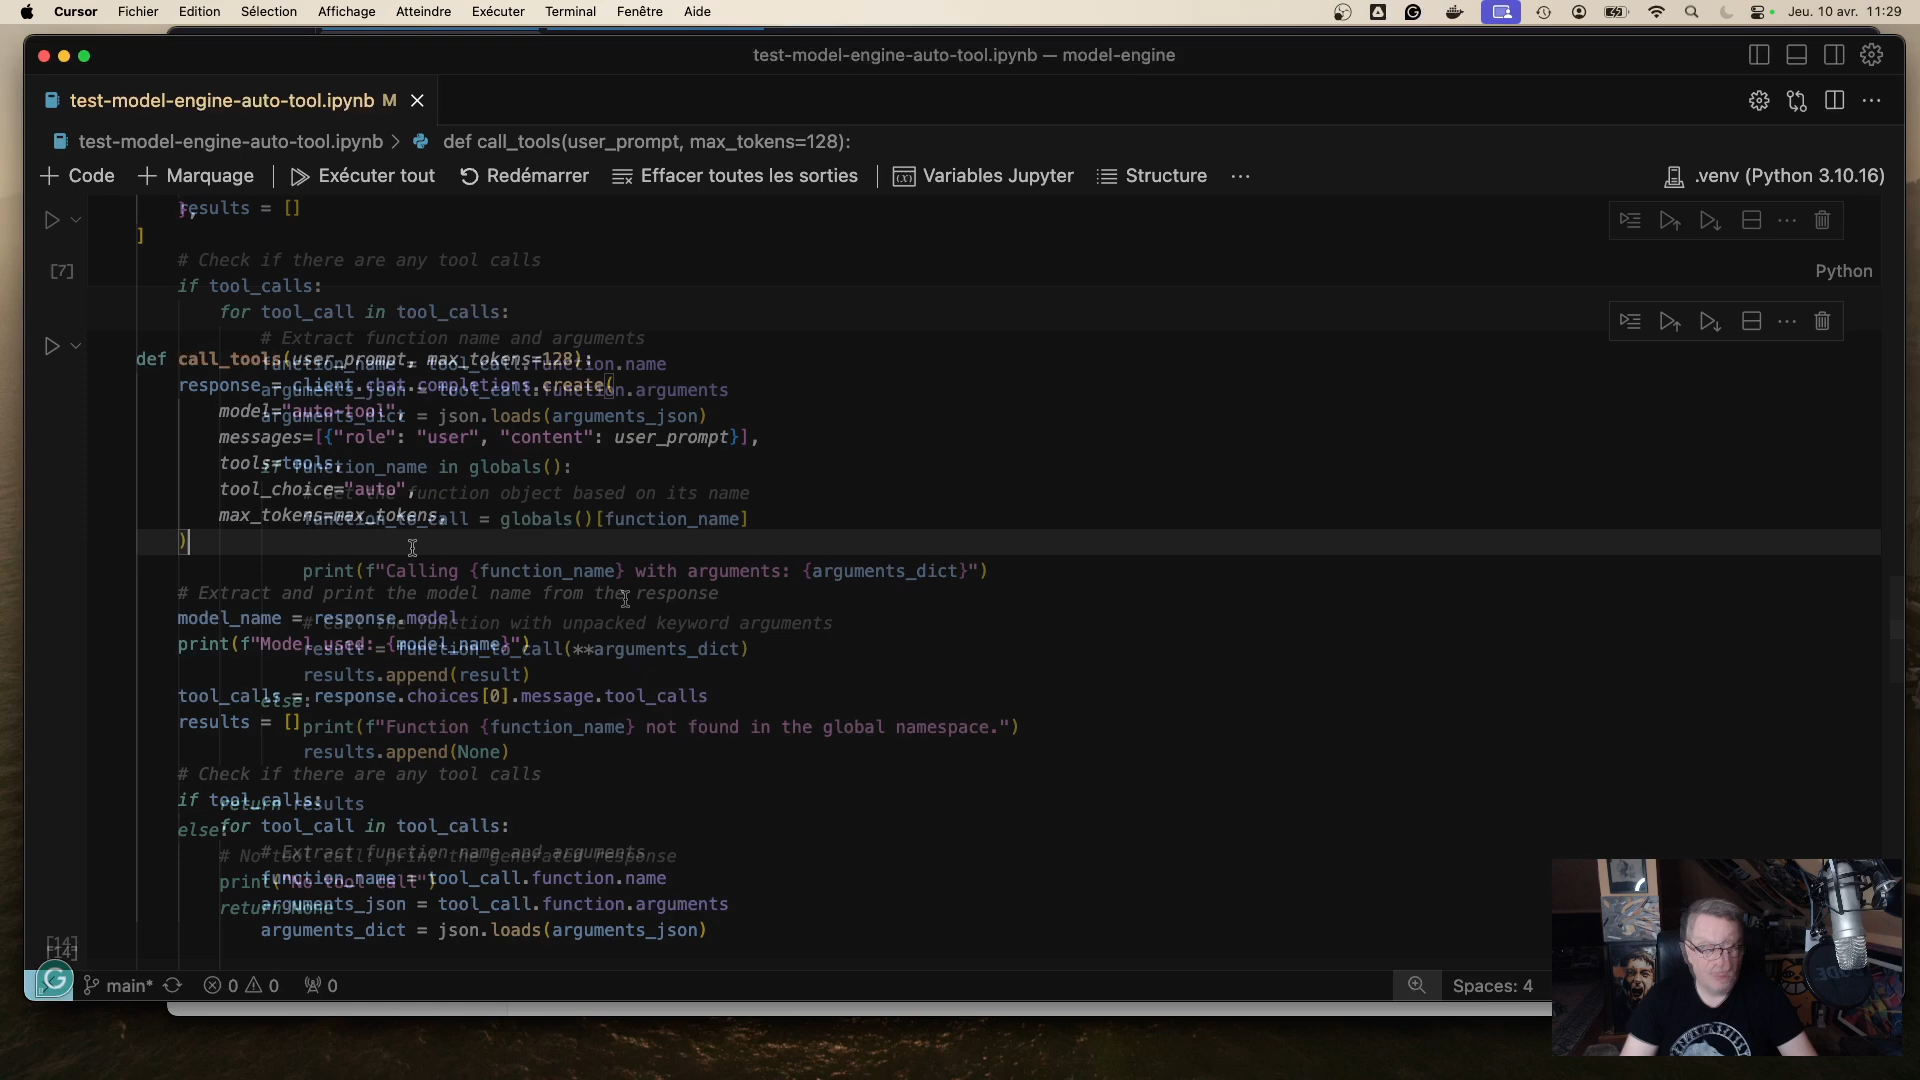 Cursor Fichier Edition Sélection Affichage Atteindre Exécuter Terminal Fenêtre Aide
Jeu. 10 avr. 11:29
test-model-engine-auto-tool.ipynb — model-engine
test-model-engine-auto-tool.ipynb M
test-model-engine-auto-tool.ipynb > def call_tools(user_prompt, max_tokens=128):
+ Code + Marquage Exécuter tout Redémarrer Effacer toutes les sorties Variables Jupyter Structure ... .venv (Python 3.10.16)
results = []
},
]
# Check if there are any tool calls
[7]
Python
if tool_calls:
for tool_call in tool_calls:
# Extract function name and arguments
def call_tools(user_prompt, max_tokens=128):
function_name = tool_call.function.name
response = client.chat.completions.create(
arguments_json = tool_call.function.arguments
model="auto-tool",
arguments_dict = json.loads(arguments_json)
messages=[{"role": "user", "content": user_prompt}],
tools=tools,
if function_name in globals():
tool_choice="auto",
# Get the function object based on its name
max_tokens=max_tokens,
function_to_call = globals()[function_name]
)
print(f"Calling {function_name} with arguments: {arguments_dict}")
# Extract and print the model name from the response
model_name = response.model
# Call the function with unpacked keyword arguments
print(f"Model used: {model_name}")
result = function_to_call(**arguments_dict)
results.append(result)
tool_calls = response.choices[0].message.tool_calls
else:
results = []
print(f"Function {function_name} not found in the global namespace.")
results.append(None)
# Check if there are any tool calls
if tool_calls:
return results
for tool_call in tool_calls:
else:
# Extract function name and arguments
# No tool call: print the generated response
function_name = tool_call.function.name
print("No tool call")
arguments_json = tool_call.function.arguments
return None
arguments_dict = json.loads(arguments_json)
[14]
[14]
main* 0 0 0 Spaces: 4